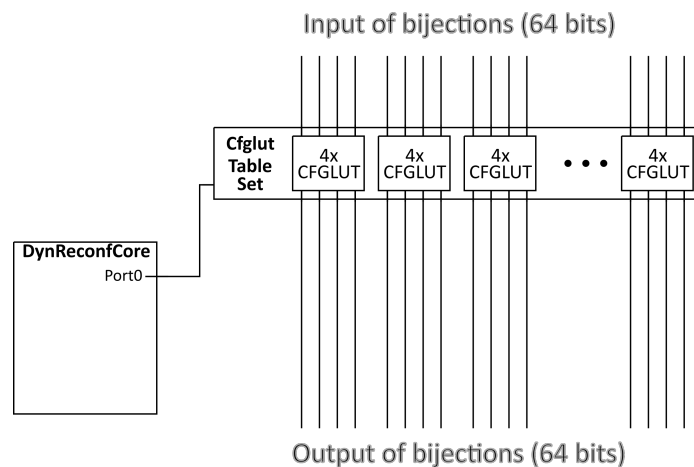 Input of bijections (64 bits)
Cfglut
Table
Set
4x
CFGLUT
4x
CFGLUT
4x
CFGLUT
4x
CFGLUT
DynReconfCore
Port0
Output of bijections (64 bits)